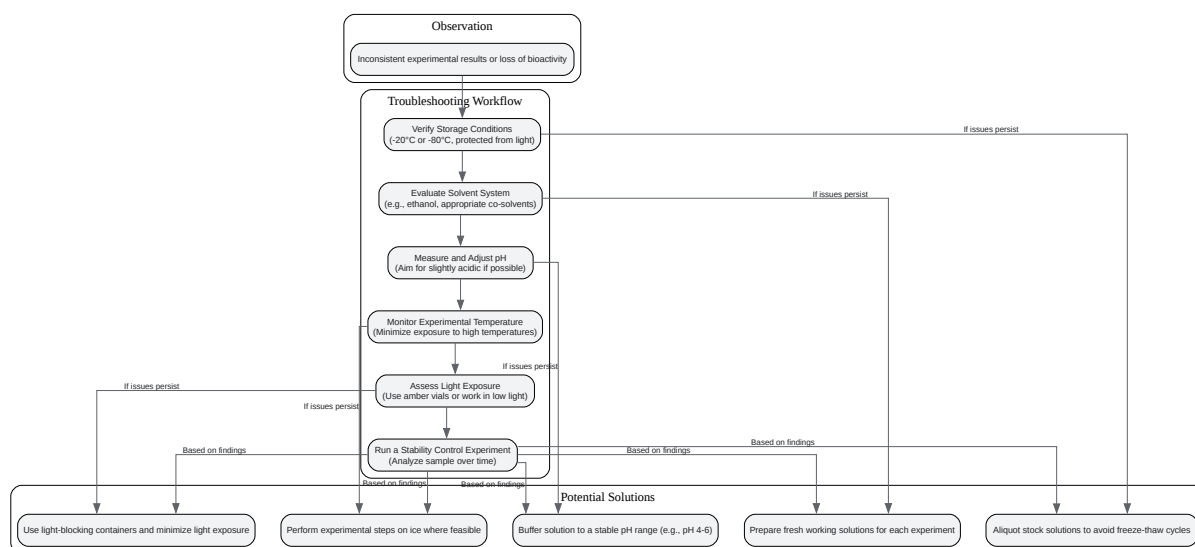 Observation
Inconsistent experimental results or loss of bioactivity
Troubleshooting Workflow
Verify Storage Conditions
(-20°C or -80°C, protected from light)
If issues persist
Evaluate Solvent System
(e.g., ethanol, appropriate co-solvents)
If issues persist
Measure and Adjust pH
(Aim for slightly acidic if possible)
Monitor Experimental Temperature
(Minimize exposure to high temperatures)
If issues persist
Assess Light Exposure
(Use amber vials or work in low light)
If issues persist
If issues persist
Run a Stability Control Experiment
(Analyze sample over time)
Based on findings
Based on findings
Based on findings
Based on findings
Based on findings
Potential Solutions
Use light-blocking containers and minimize light exposure
Perform experimental steps on ice where feasible
Buffer solution to a stable pH range (e.g., pH 4-6)
Prepare fresh working solutions for each experiment
Aliquot stock solutions to avoid freeze-thaw cycles